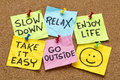 SLOW
DOWN
RELAX
ENJOY
LIFE
TAKE IT
EASY
GO
OUTSIDE